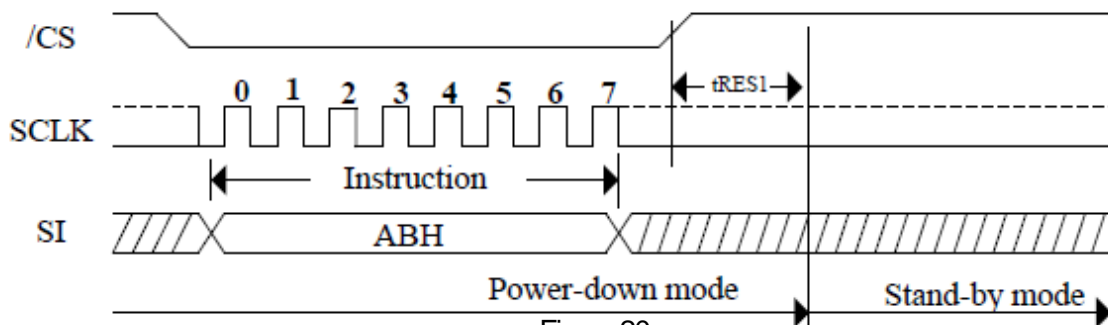 /CS
tRES1
0 1 2 3 4 5 6 7
SCLK
Instruction
SI
ABH
Power-down mode
Stand-by mode